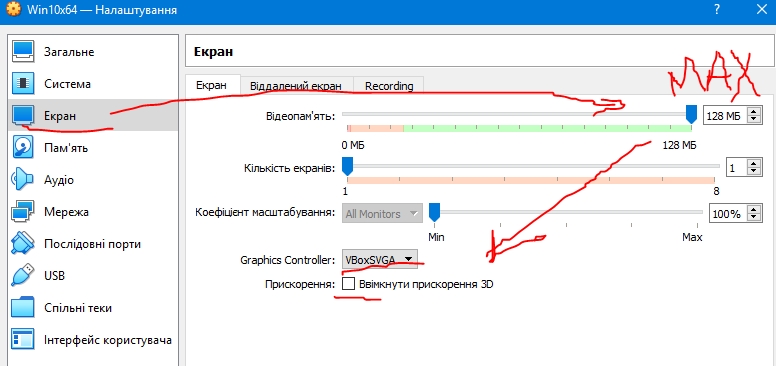 Win10x64 — Налаштування
?
Загальне
Система
Екран
Пам'ять
Аудіо
Мережа
Послідовні порти
USB
Спільні теки
Інтерфейс користувача
Екран
Екран Віддалений екран Recording
MAX
Відеопам'ять: 128 МБ
0 МБ 128 МБ
Кількість екранів: 1
1 8
Коефіцієнт масштабування: All Monitors 100%
Min Max
Graphics Controller: VBoxSVGA
Прискорення: Ввімкнути прискорення 3D